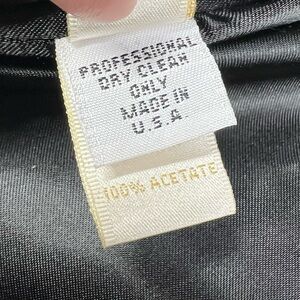 PROFESSIONAL
DRY CLEAN
ONLY
MADE IN
U.S.A.
100% ACETATE